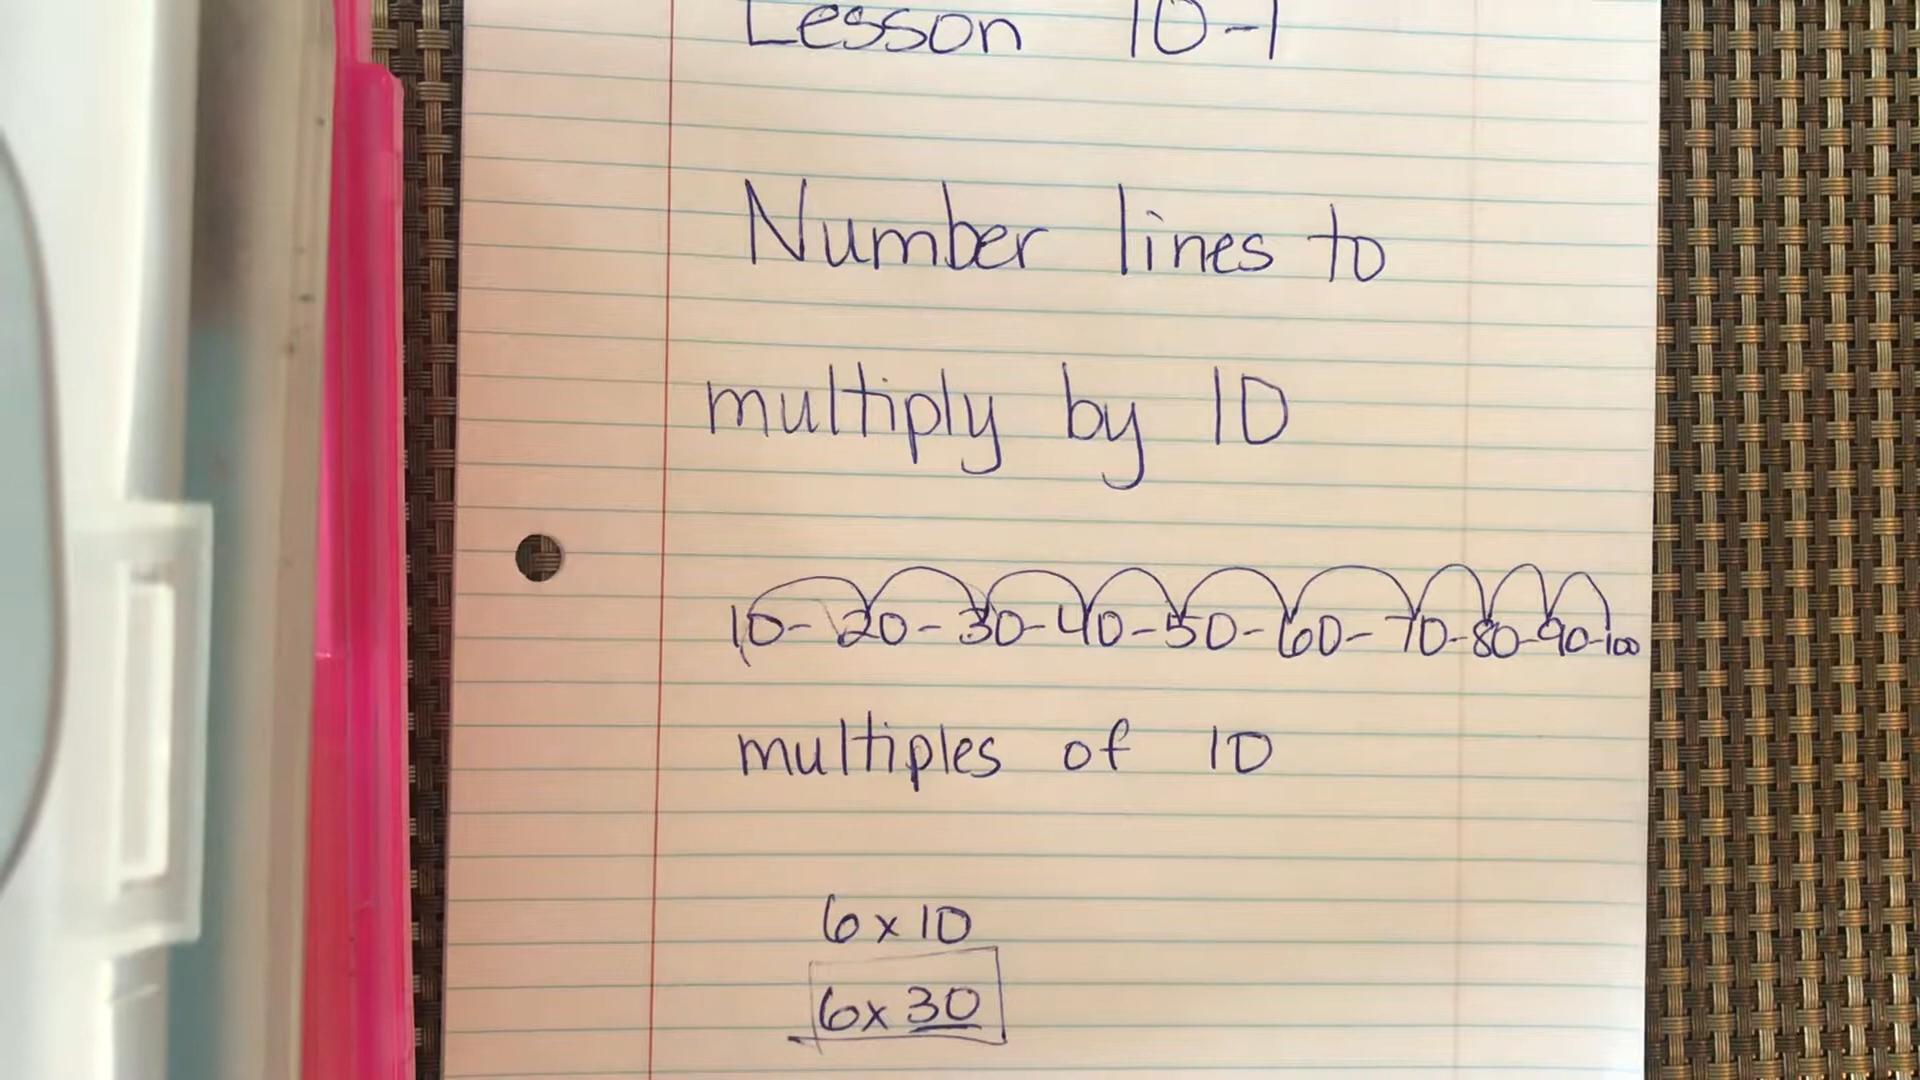 Lesson 10-1
Number lines to
multiply by 10
10-20-30-40-50-60-70-80-90-100
multiples of 10
6x10
6x30